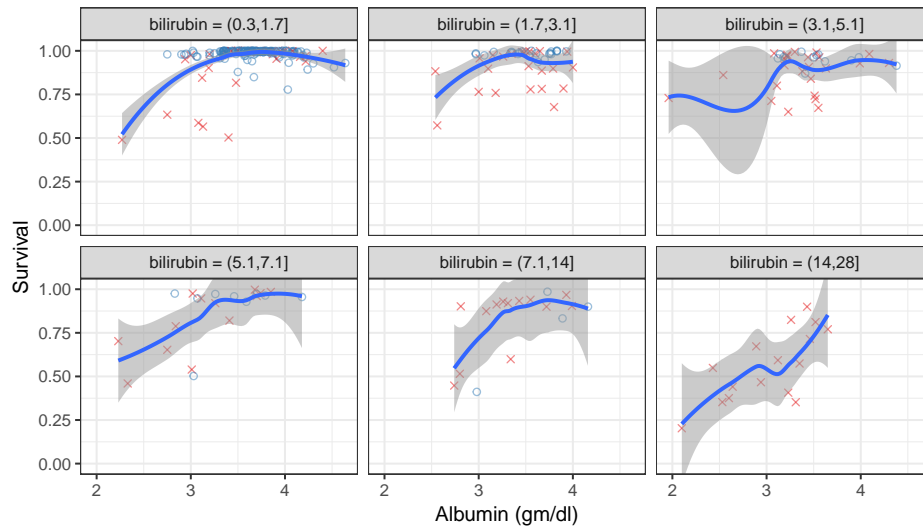 bilirubin = (0.3,1.7]
bilirubin = (1.7,3.1]
bilirubin = (3.1,5.1]
1.00
0.75
0.50
0.25
0.00
bilirubin = (5.1,7.1]
bilirubin = (7.1,14]
bilirubin = (14,28]
1.00
0.75
0.50
0.25
0.00
Survival
2 3 4
2 3 4
2 3 4
Albumin (gm/dl)